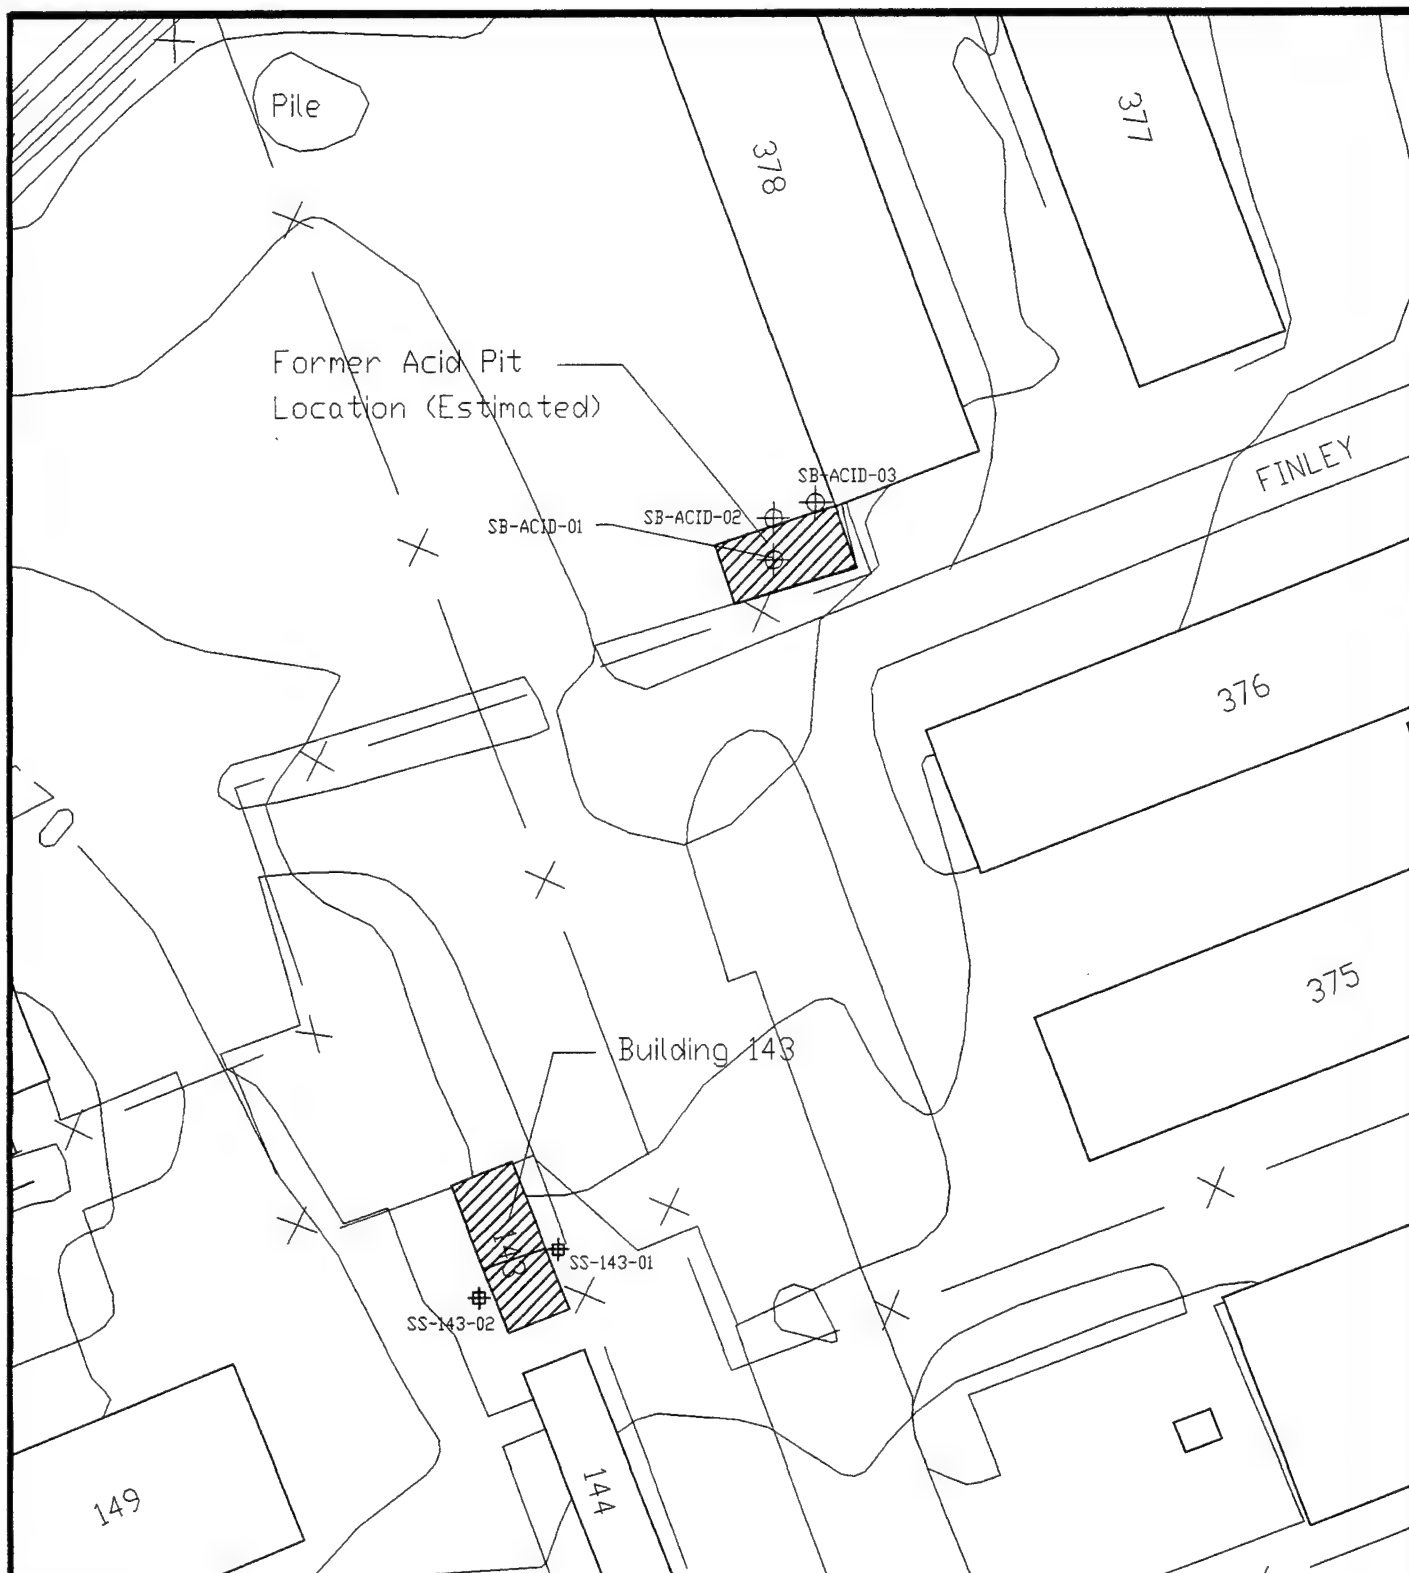 Pile
377
378
Former Acid Pit
Location (Estimated)
FINLEY
SB-ACID-03
SB-ACID-02
SB-ACID-01
376
70
375
Building 143
143
SS-143-01
SS-143-02
144
149